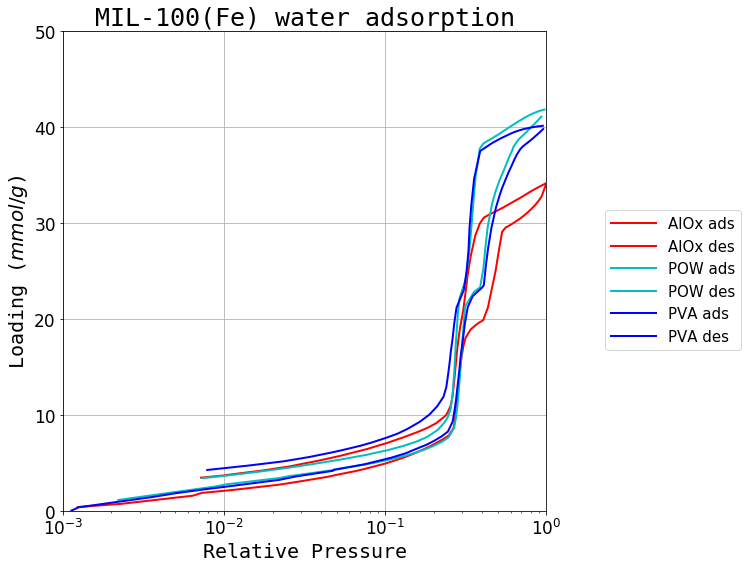 MIL-100(Fe) water adsorption
50
40
30
20
10
0
Loading (mmol/g)
10⁻³
10⁻²
10⁻¹
10⁰
Relative Pressure
AlOx ads
AlOx des
POW ads
POW des
PVA ads
PVA des